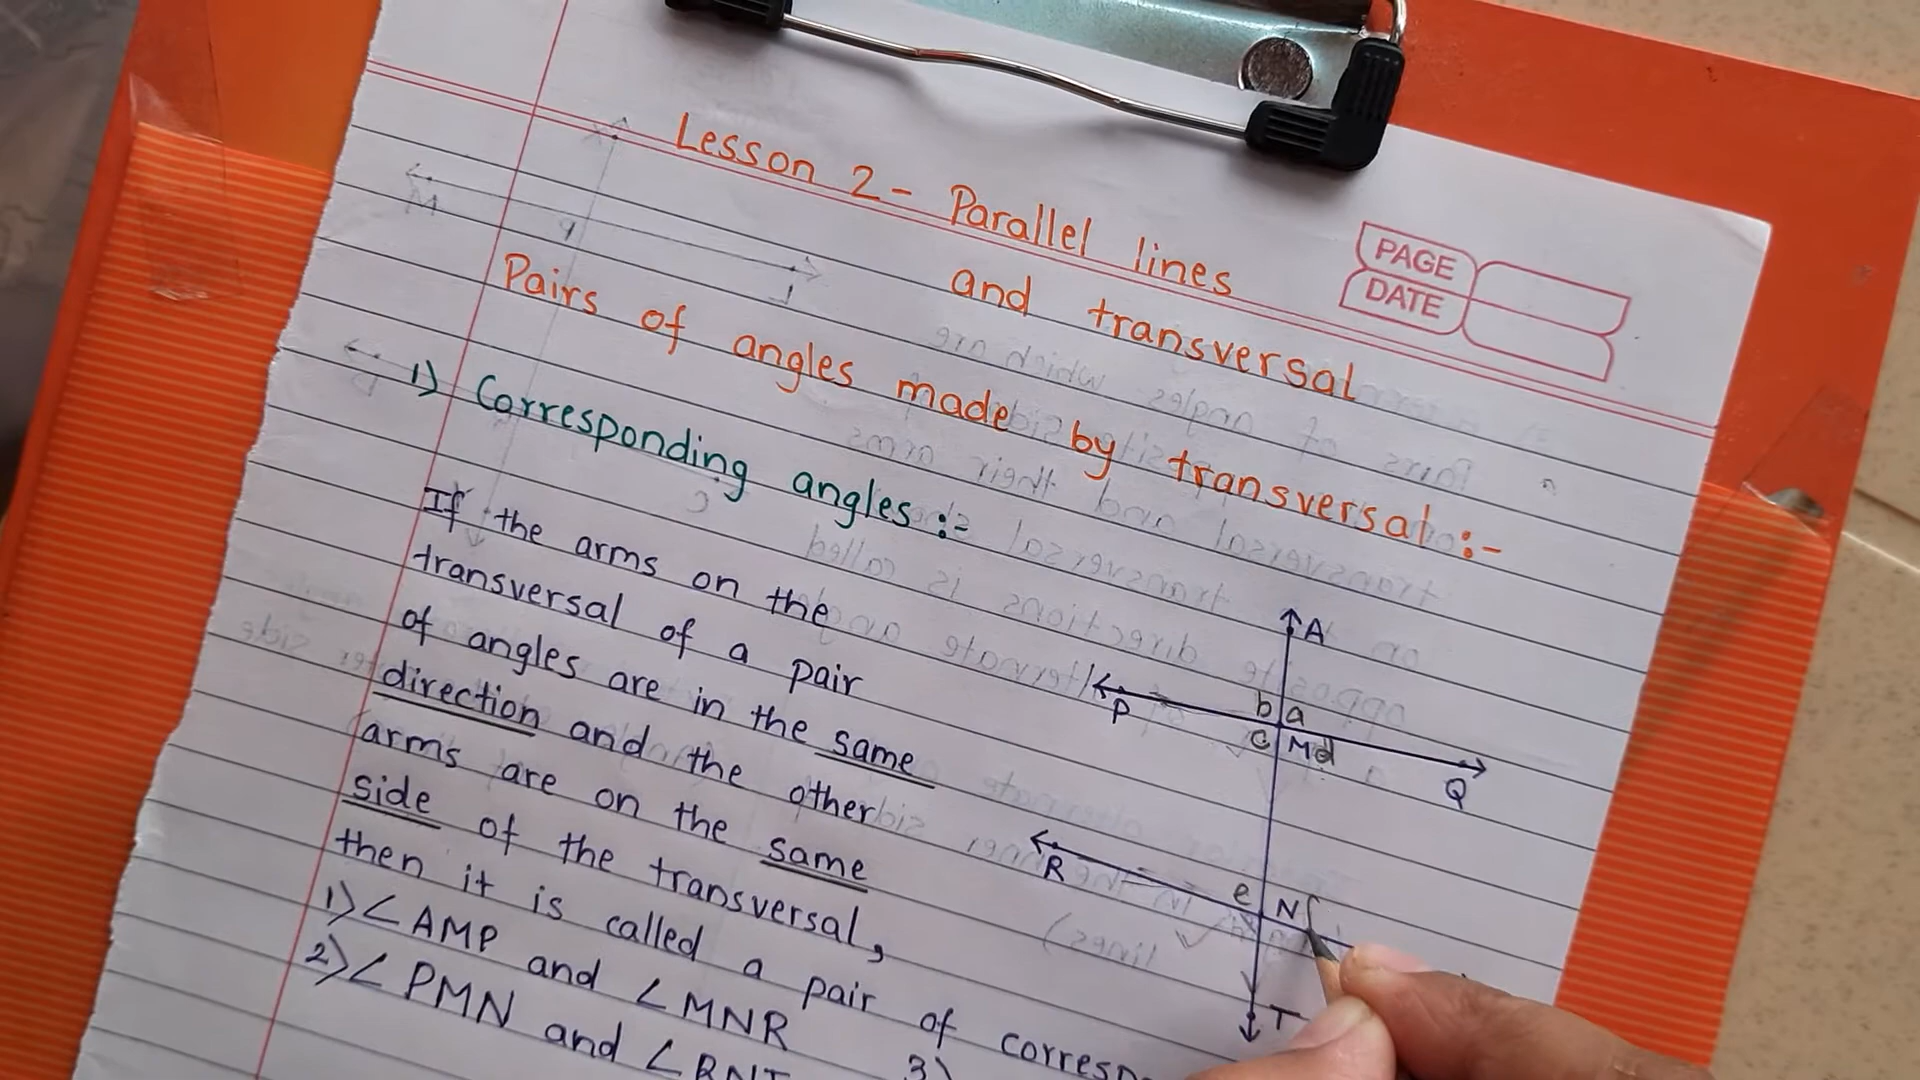 Lesson 2 - Parallel lines
and transversal
PAGE
DATE
Pairs of angles made by transversal :-
1) Corresponding angles :-
If the arms on the
transversal of a pair
of angles are in the same
direction and the other
arms are on the same
side of the transversal,
then it is called a pair of
1) ∠AMP and ∠MNR
2) ∠PMN and ∠RNT
3)
A
b a
P
c M d
Q
R
e N
T